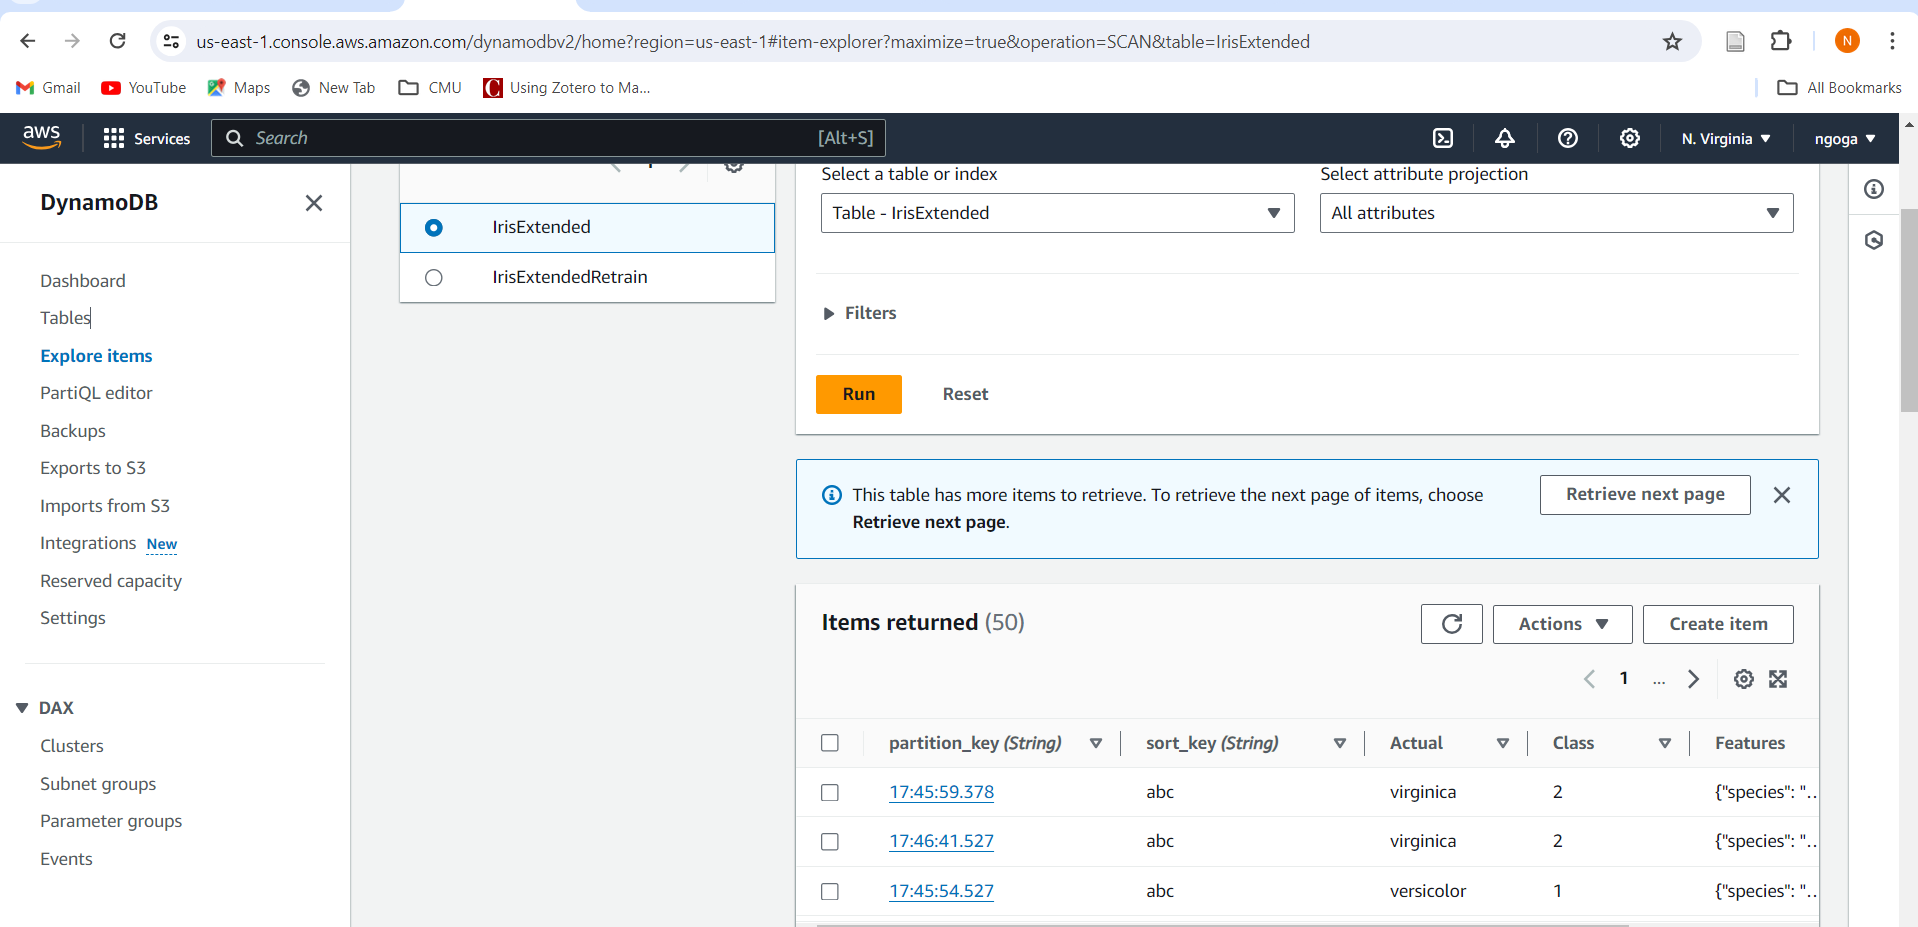 us-east-1.console.aws.amazon.com/dynamodbv2/home?region=us-east-1#item-explorer?maximize=true&operation=SCAN&table=IrisExtended
N
Gmail YouTube Maps New Tab CMU C Using Zotero to Ma... All Bookmarks
aws Services Search [Alt+S] N. Virginia ngoga
DynamoDB
Dashboard
Tables
Explore items
PartiQL editor
Backups
Exports to S3
Imports from S3
Integrations New
Reserved capacity
Settings
DAX
Clusters
Subnet groups
Parameter groups
Events
IrisExtended
IrisExtendedRetrain
Select a table or index Select attribute projection
Table - IrisExtended All attributes
Filters
Run Reset
This table has more items to retrieve. To retrieve the next page of items, choose
Retrieve next page.
Retrieve next page
Items returned (50) Actions Create item
1 ...
partition_key (String) sort_key (String) Actual Class Features
17:45:59.378 abc virginica 2 {"species": "...
17:46:41.527 abc virginica 2 {"species": "...
17:45:54.527 abc versicolor 1 {"species": "...